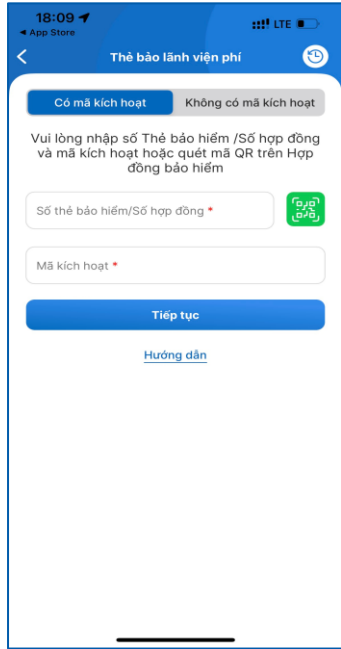 18:09
LTE
App Store
Thẻ bảo lãnh viện phí
Có mã kích hoạt
Không có mã kích hoạt
Vui lòng nhập số Thẻ bảo hiểm /Số hợp đồng
và mã kích hoạt hoặc quét mã QR trên Hợp
đồng bảo hiểm
Số thẻ bảo hiểm/Số hợp đồng *
Mã kích hoạt *
Tiếp tục
Hướng dẫn